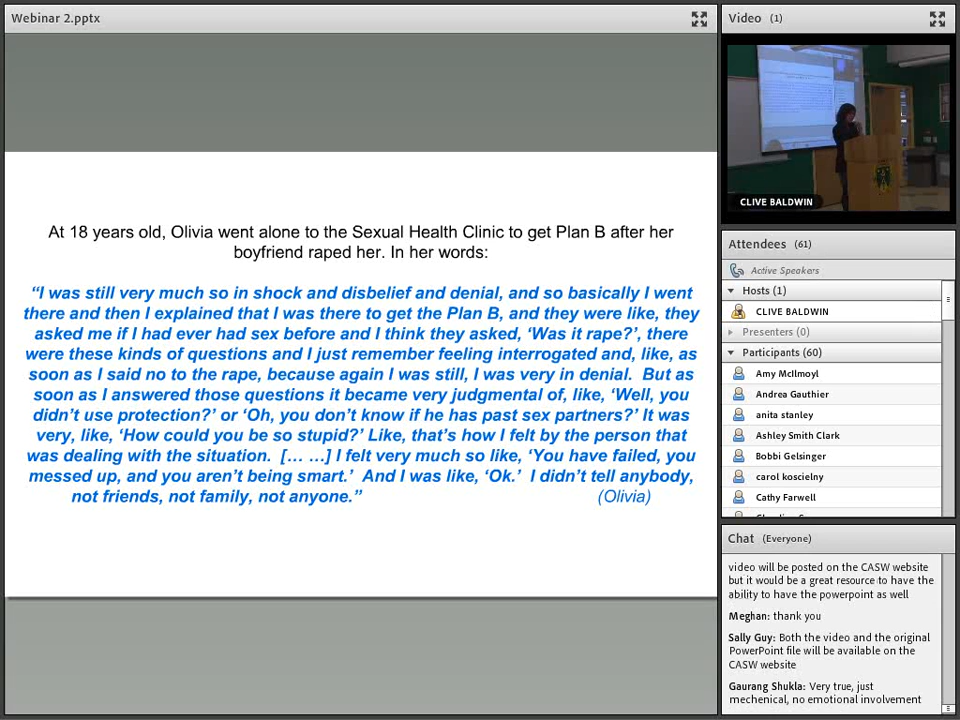 Webinar 2.pptx
At 18 years old, Olivia went alone to the Sexual Health Clinic to get Plan B after her
boyfriend raped her. In her words:
“I was still very much so in shock and disbelief and denial, and so basically I went
there and then I explained that I was there to get the Plan B, and they were like, they
asked me if I had ever had sex before and I think they asked, ‘Was it rape?’, there
were these kinds of questions and I just remember feeling interrogated and, like, as
soon as I said no to the rape, because again I was still, I was very in denial.  But as
soon as I answered those questions it became very judgmental of, like, ‘Well, you
didn’t use protection?’ or ‘Oh, you don’t know if he has past sex partners?’ It was
very, like, ‘How could you be so stupid?’ Like, that’s how I felt by the person that
was dealing with the situation.  [… …] I felt very much so like, ‘You have failed, you
messed up, and you aren’t being smart.’  And I was like, ‘Ok.’  I didn’t tell anybody,
not friends, not family, not anyone.” (Olivia)
Video (1)
CLIVE BALDWIN
Attendees (61)
Active Speakers
Hosts (1)
CLIVE BALDWIN
Presenters (0)
Participants (60)
Amy McIlmoyl
Andrea Gauthier
anita stanley
Ashley Smith Clark
Bobbi Gelsinger
carol koscielny
Cathy Farwell
Chat (Everyone)
video will be posted on the CASW website
but it would be a great resource to have the
ability to have the powerpoint as well
Meghan: thank you
Sally Guy: Both the video and the original
PowerPoint file will be available on the
CASW website
Gaurang Shukla: Very true, just
mechenical, no emotional involvement